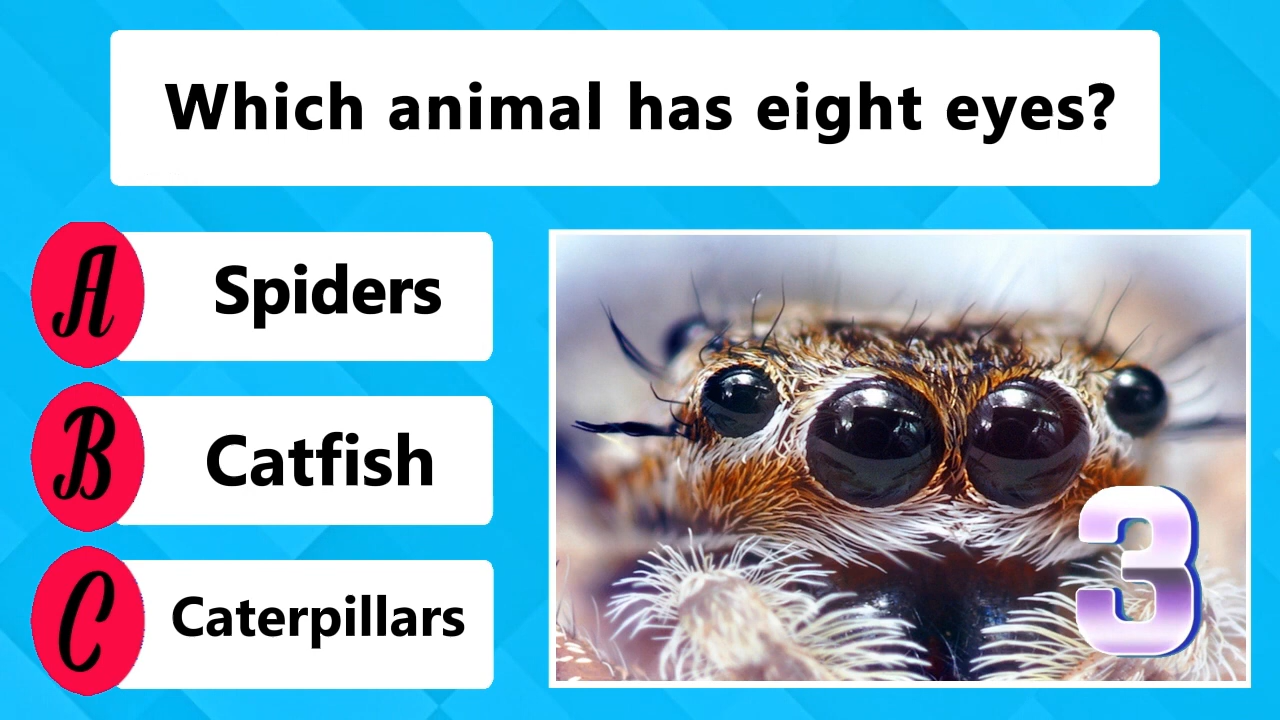 Which animal has eight eyes?
A Spiders
B Catfish
C Caterpillars
3